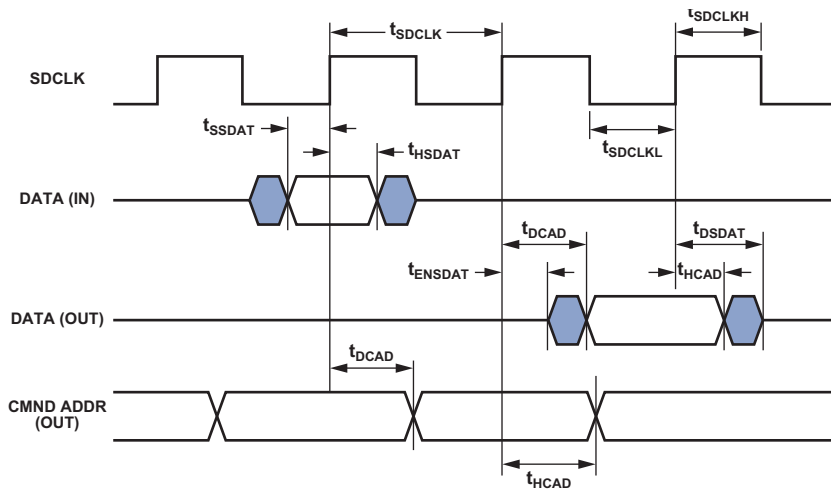 tSDCLK
tSDCLKH
SDCLK
tSSDAT
tHSDAT
tSDCLKL
DATA (IN)
tDCAD
tDSDAT
tENSDAT
tHCAD
DATA (OUT)
tDCAD
CMND ADDR
(OUT)
tHCAD